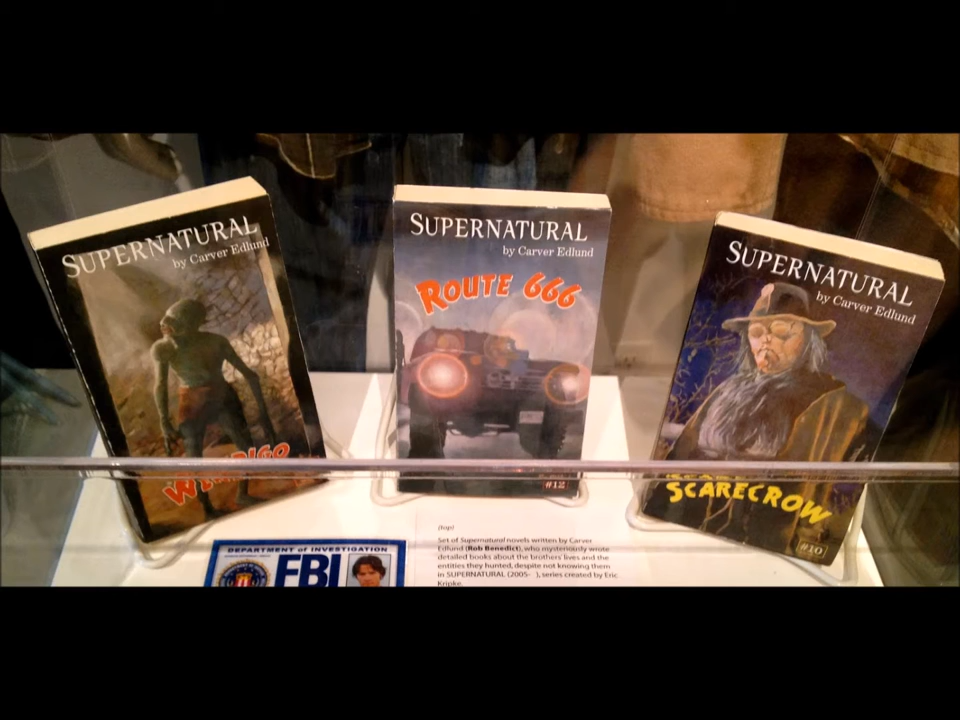 SUPERNATURAL
by Carver Edlund
WENDIGO
SUPERNATURAL
by Carver Edlund
ROUTE 666
#12
SUPERNATURAL
by Carver Edlund
SCARECROW
#10
DEPARTMENT of INVESTIGATION
FBI
(top)
Set of Supernatural novels written by Carver
Edlund (Rob Benedict), who mysteriously wrote
detailed books about the brothers' lives and the
entities they hunted, despite not knowing them
in SUPERNATURAL (2005- ), series created by Eric
Kripke.